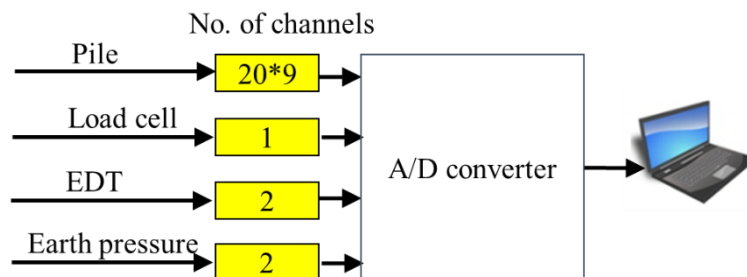 No. of channels
Pile
20*9
Load cell
1
A/D converter
EDT
2
Earth pressure
2